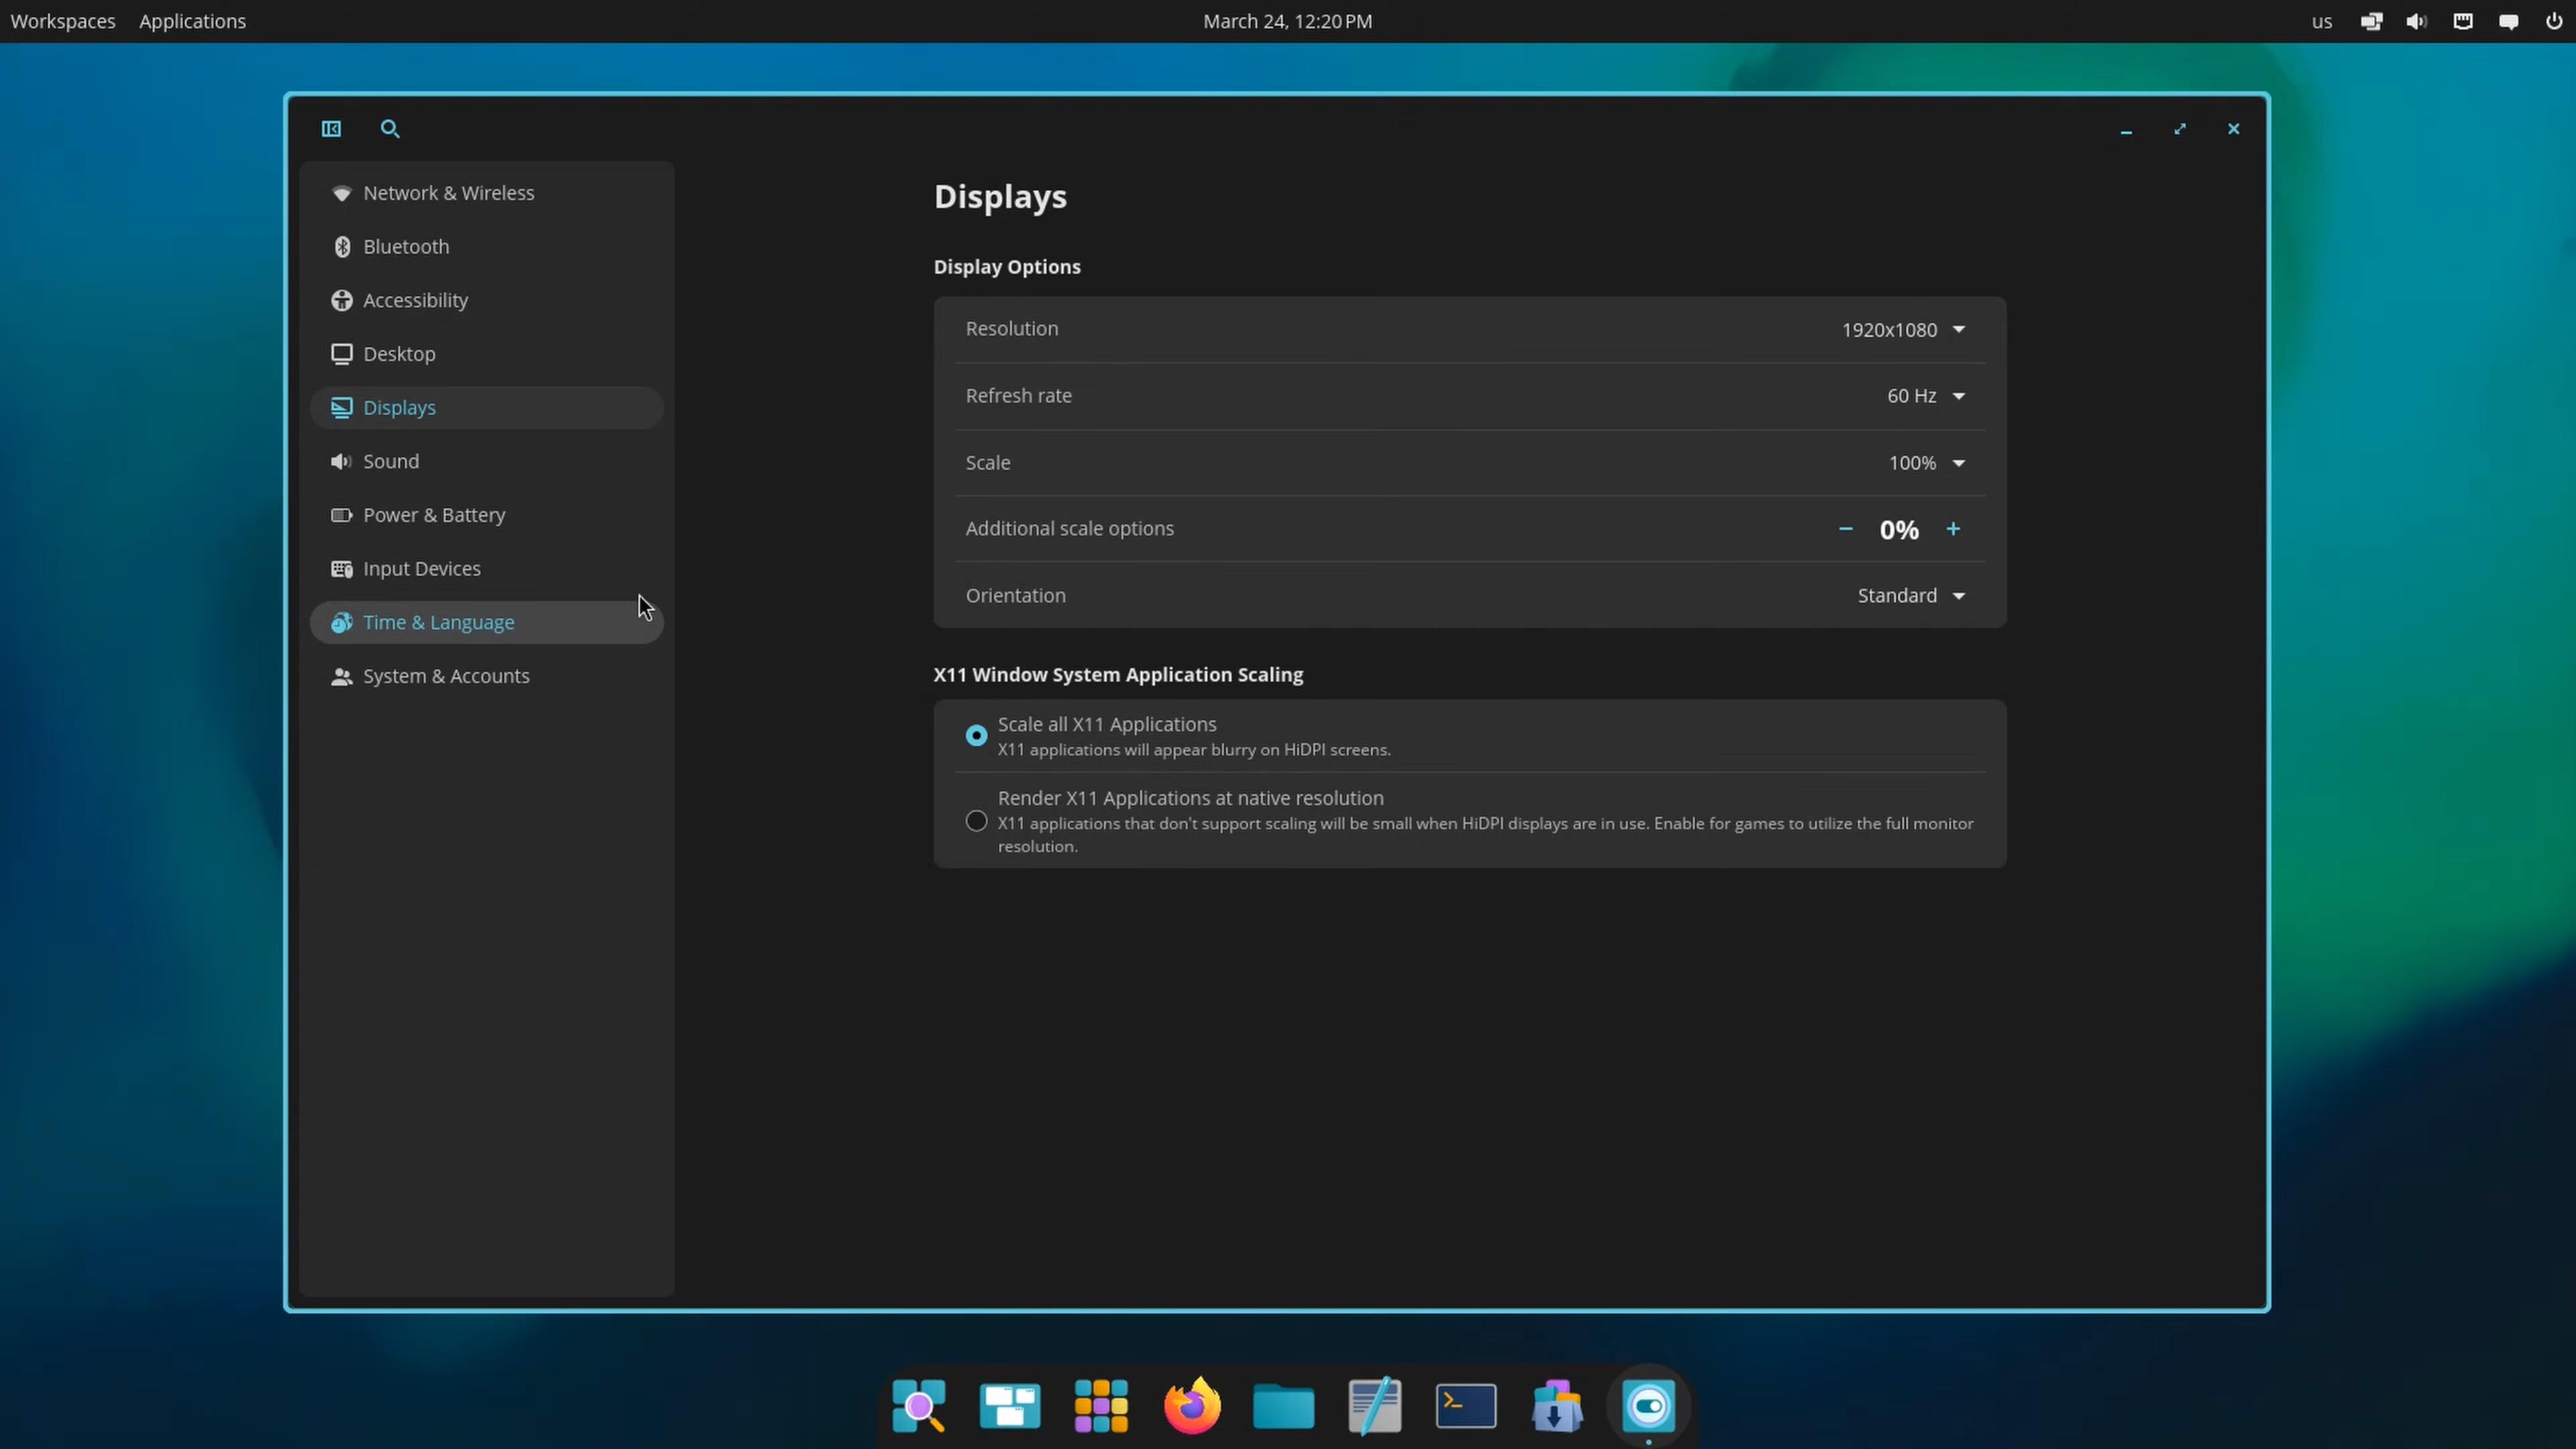 Workspaces Applications March 24, 12:20 PM us
Network & Wireless
Bluetooth
Accessibility
Desktop
Displays
Sound
Power & Battery
Input Devices
Time & Language
System & Accounts
Displays
Display Options
Resolution 1920x1080
Refresh rate 60 Hz
Scale 100%
Additional scale options − 0% +
Orientation Standard
X11 Window System Application Scaling
Scale all X11 Applications
X11 applications will appear blurry on HiDPI screens.
Render X11 Applications at native resolution
X11 applications that don't support scaling will be small when HiDPI displays are in use. Enable for games to utilize the full monitor
resolution.